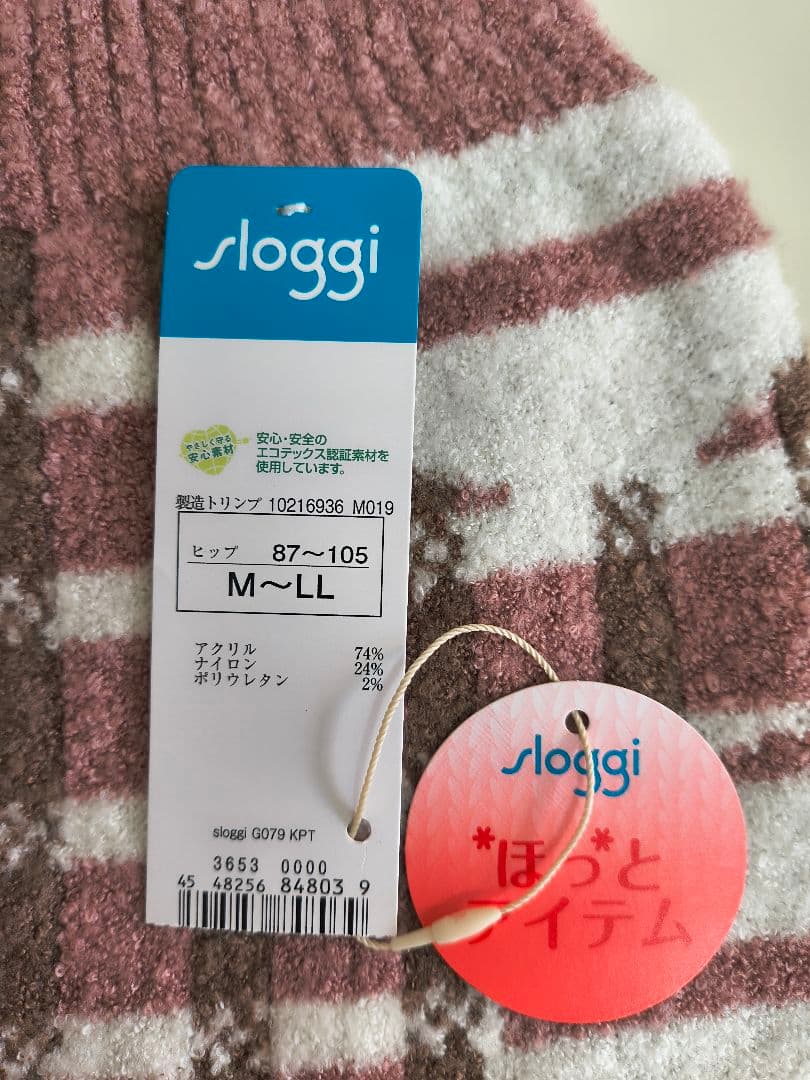 sloggi
やさしく守る
安心素材
安心・安全の
エコテックス認証素材を
使用しています。
製造トリンプ 10216936 M019
ヒップ 87〜105
M〜LL
アクリル 74%
ナイロン 24%
ポリウレタン 2%
sloggi G079 KPT
3653 0000
45 48256 84803 9
sloggi
*ほっ*と
アイテム